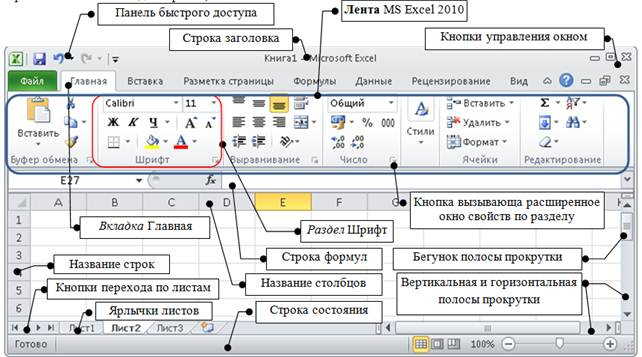 Панель быстрого доступа
Лента MS Excel 2010
Строка заголовка
Кнопки управления окном
Книга1 - Microsoft Excel
Файл Главная Вставка Разметка страницы Формулы Данные Рецензирование Вид
Calibri 11 Общий Вставить Σ
Вставить Ж К Ч A A % 000 Стили Удалить
A Формат
Буфер обмена Шрифт Выравнивание Число Ячейки Редактирование
E27 fx
Кнопка вызывающа расширенное
окно свойств по разделу
A B C D E F
1
2
3
4
5
6
Вкладка Главная
Раздел Шрифт
Строка формул
Бегунок полосы прокрутки
Название строк
Название столбцов
Кнопки перехода по листам
Вертикальная и горизонтальная
полосы прокрутки
Ярлычки листов
Строка состояния
Лист1 Лист2 Лист3
Готово 100%